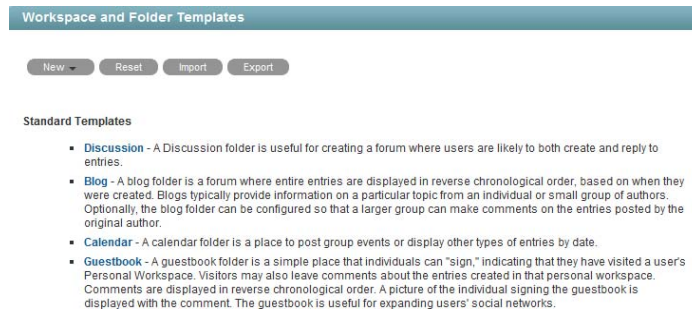 Workspace and Folder Templates
New Reset Import Export
Standard Templates
▪ Discussion - A Discussion folder is useful for creating a forum where users are likely to both create and reply to
entries.
▪ Blog - A blog folder is a forum where entire entries are displayed in reverse chronological order, based on when they
were created. Blogs typically provide information on a particular topic from an individual or small group of authors.
Optionally, the blog folder can be configured so that a larger group can make comments on the entries posted by the
original author.
▪ Calendar - A calendar folder is a place to post group events or display other types of entries by date.
▪ Guestbook - A guestbook folder is a simple place that individuals can "sign," indicating that they have visited a user's
Personal Workspace. Visitors may also leave comments about the entries created in that personal workspace.
Comments are displayed in reverse chronological order. A picture of the individual signing the guestbook is
displayed with the comment. The guestbook is useful for expanding users' social networks.